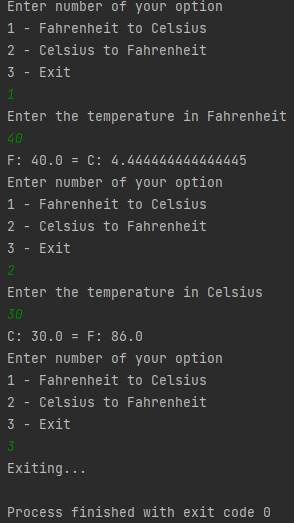 Enter number of your option
1 - Fahrenheit to Celsius
2 - Celsius to Fahrenheit
3 - Exit
1
Enter the temperature in Fahrenheit
40
F: 40.0 = C: 4.444444444444445
Enter number of your option
1 - Fahrenheit to Celsius
2 - Celsius to Fahrenheit
3 - Exit
2
Enter the temperature in Celsius
30
C: 30.0 = F: 86.0
Enter number of your option
1 - Fahrenheit to Celsius
2 - Celsius to Fahrenheit
3 - Exit
3
Exiting...
Process finished with exit code 0